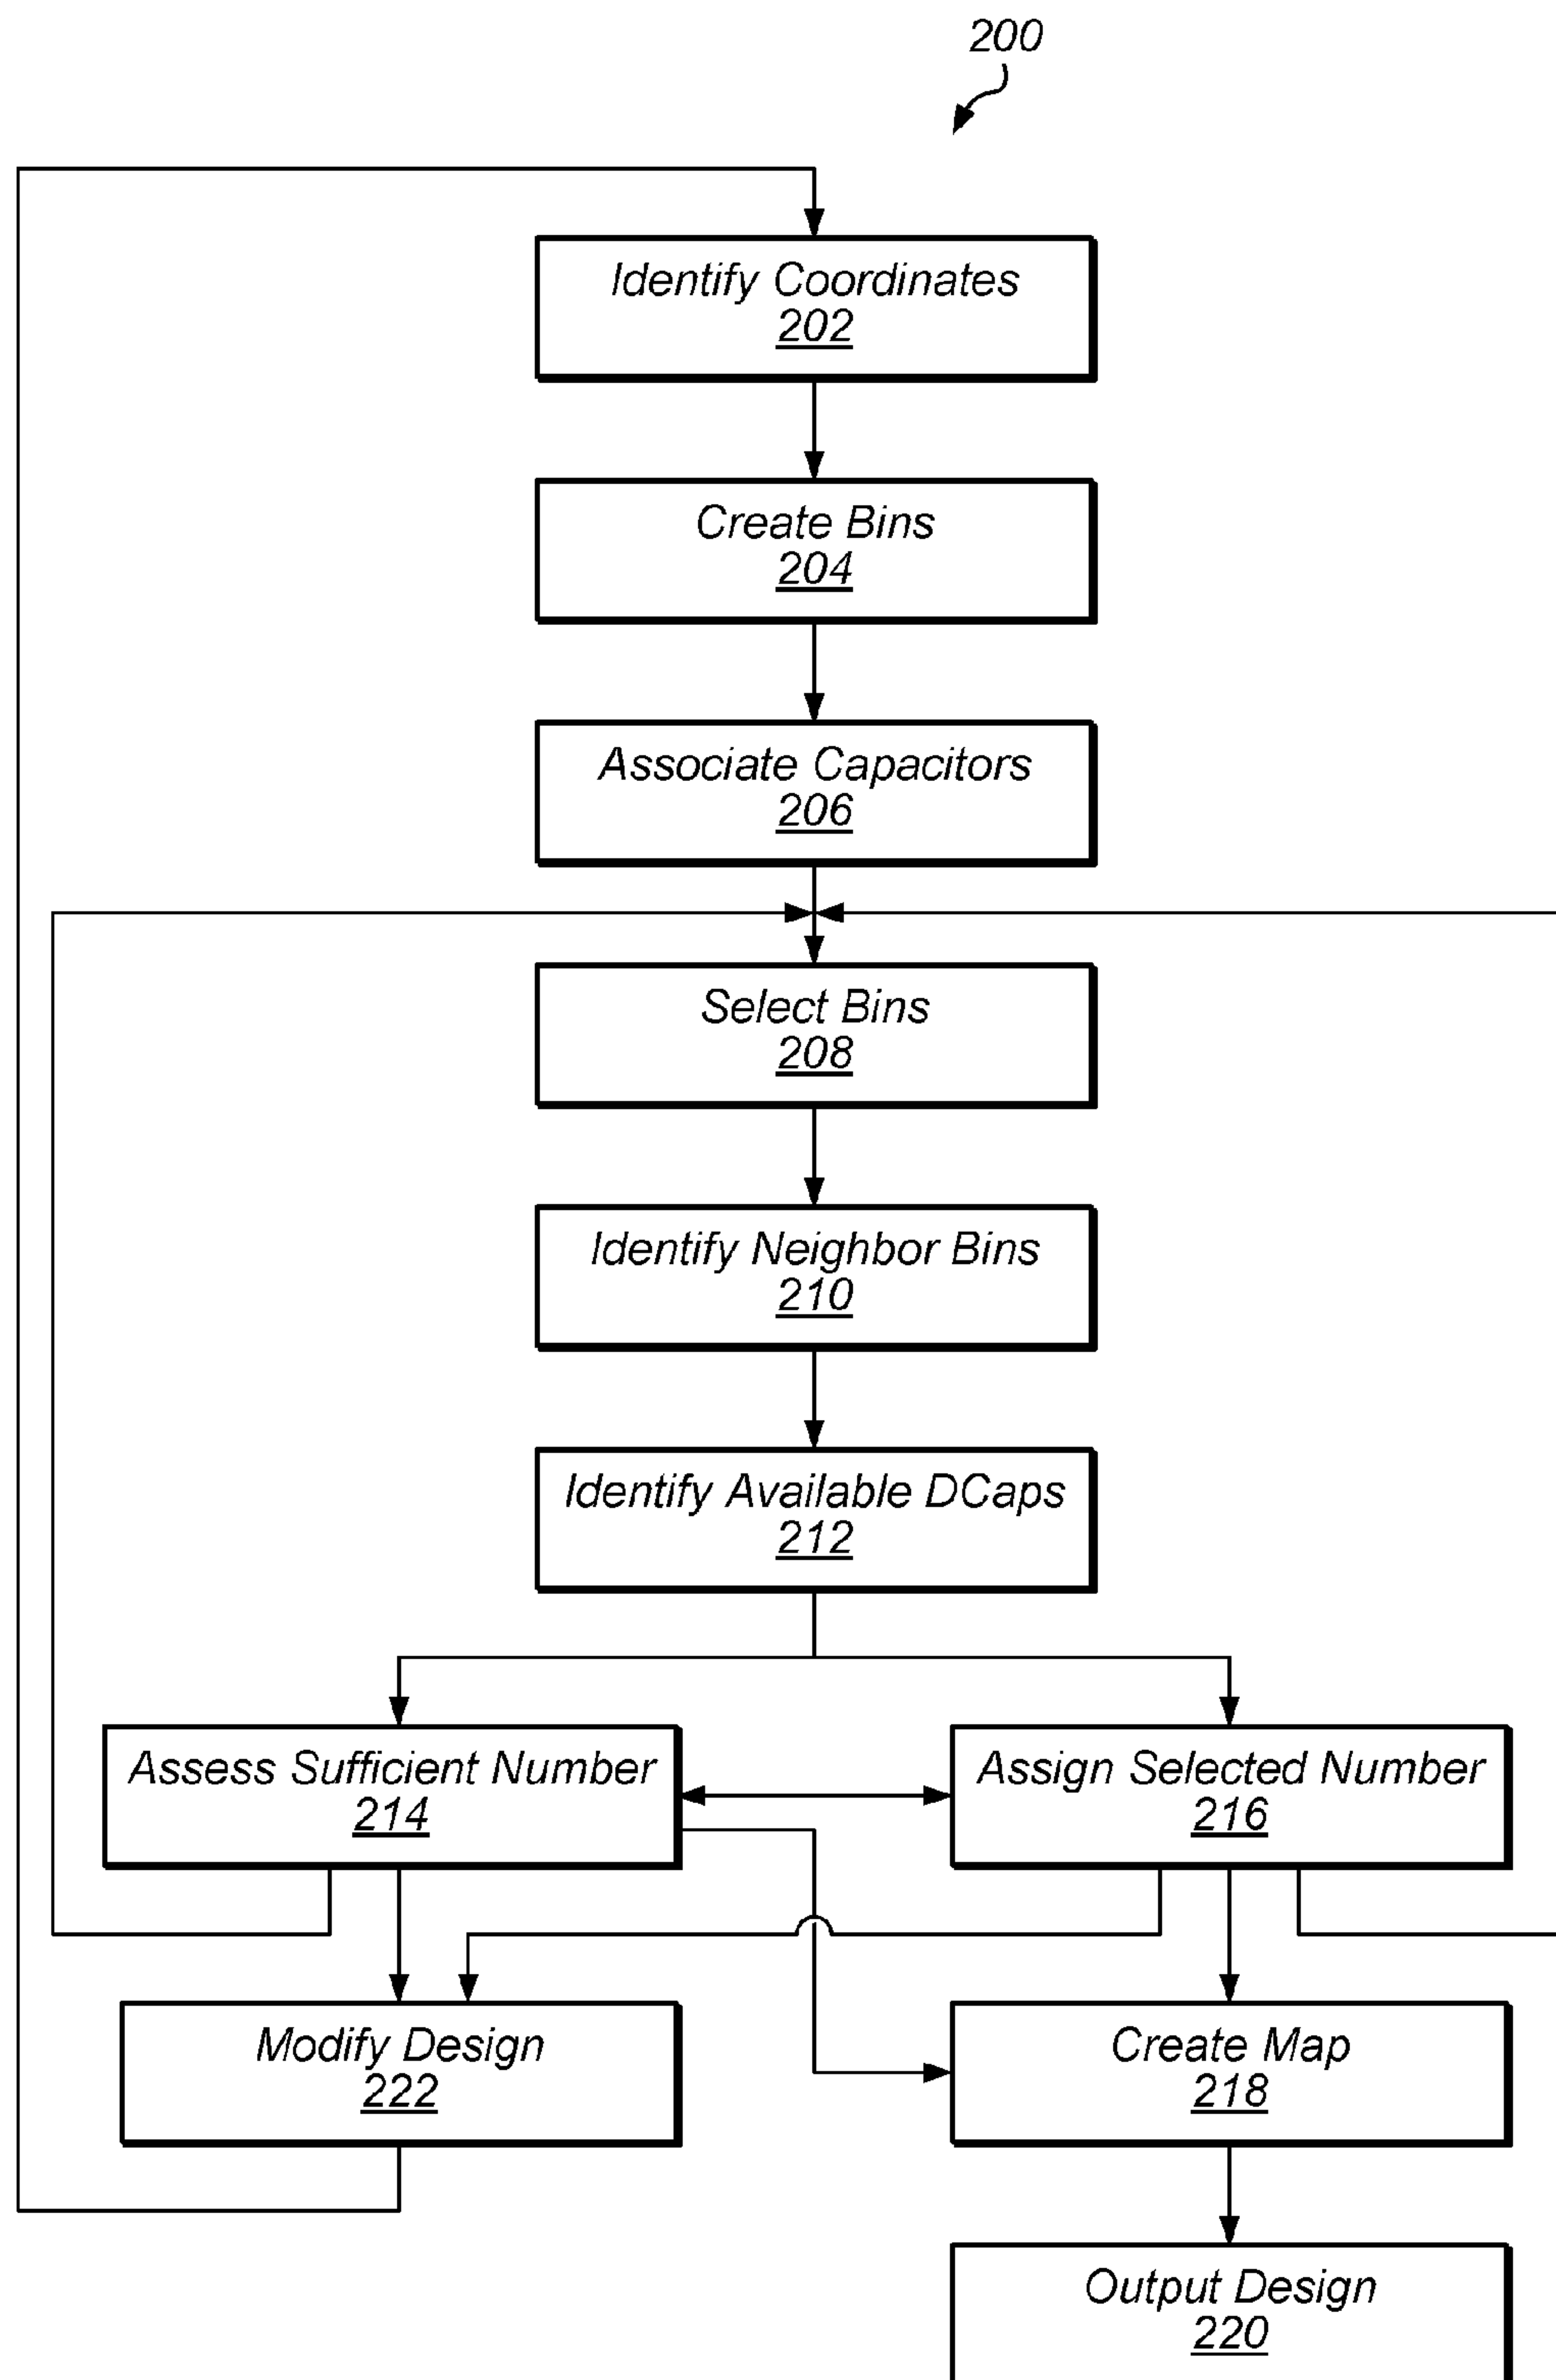 200
Identify Coordinates
202
Create Bins
204
Associate Capacitors
206
Select Bins
208
Identify Neighbor Bins
210
Identify Available DCaps
212
Assess Sufficient Number
214
Assign Selected Number
216
Modify Design
222
Create Map
218
Output Design
220